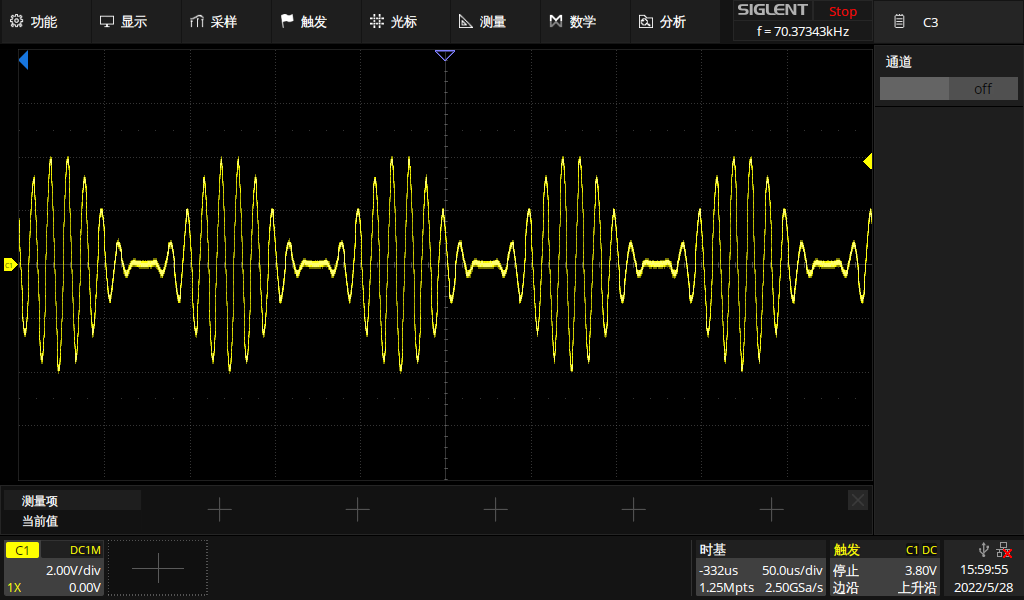 功能 显示 采样 触发 光标 测量 数学 分析 SIGLENT Stop C3
f = 70.37343kHz
通道
off
C1
测量项
当前值
C1 DC1M
2.00V/div
1X 0.00V
时基
-332us 50.0us/div
1.25Mpts 2.50GSa/s
触发 C1 DC
停止 3.80V
边沿 上升沿
15:59:55
2022/5/28